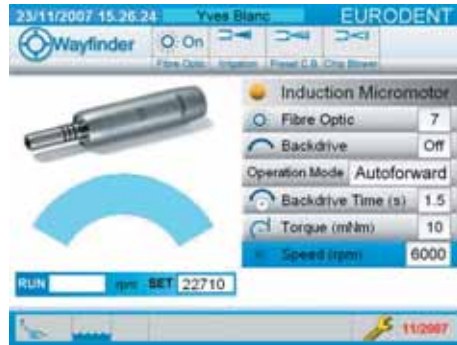 23/11/2007 15.26.24 Yves Blanc EURODENT
Wayfinder O: On
Fibre Optic Irrigation Preset C.B. Chip Blower
Induction Micromotor
Fibre Optic 7
Backdrive Off
Operation Mode Autoforward
Backdrive Time (s) 1.5
Torque (mNm) 10
Speed (rpm) 6000
RUN rpm SET 22710
11/2007